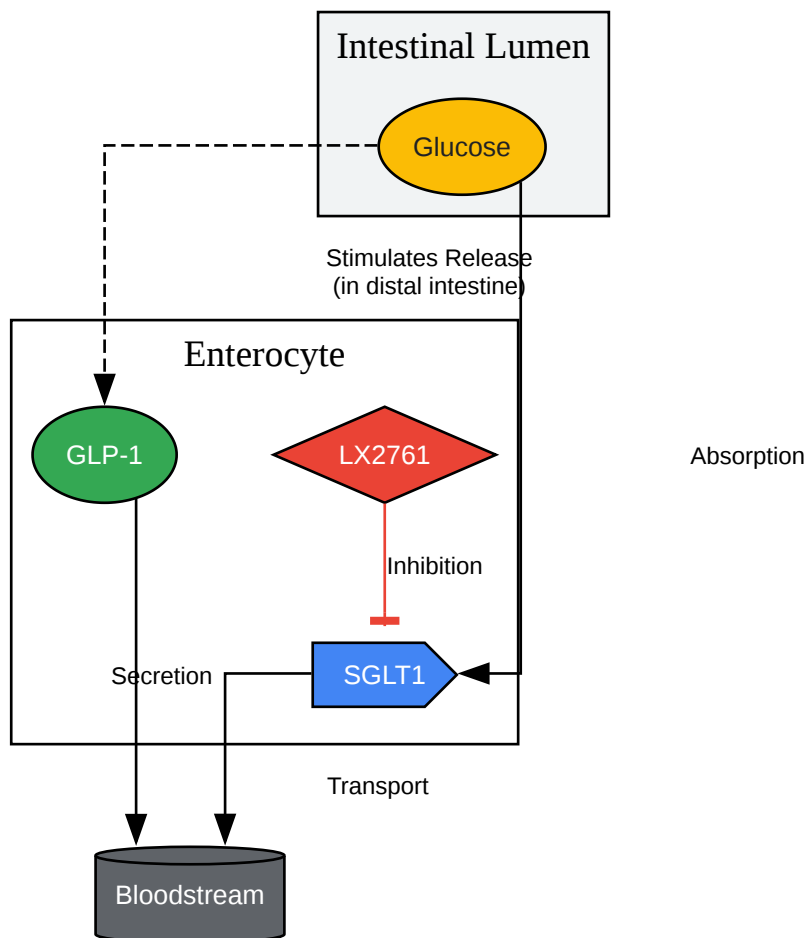 Intestinal Lumen
Glucose
Stimulates Release
(in distal intestine)
Enterocyte
GLP-1
LX2761
Absorption
Inhibition
Secretion
SGLT1
Transport
Bloodstream